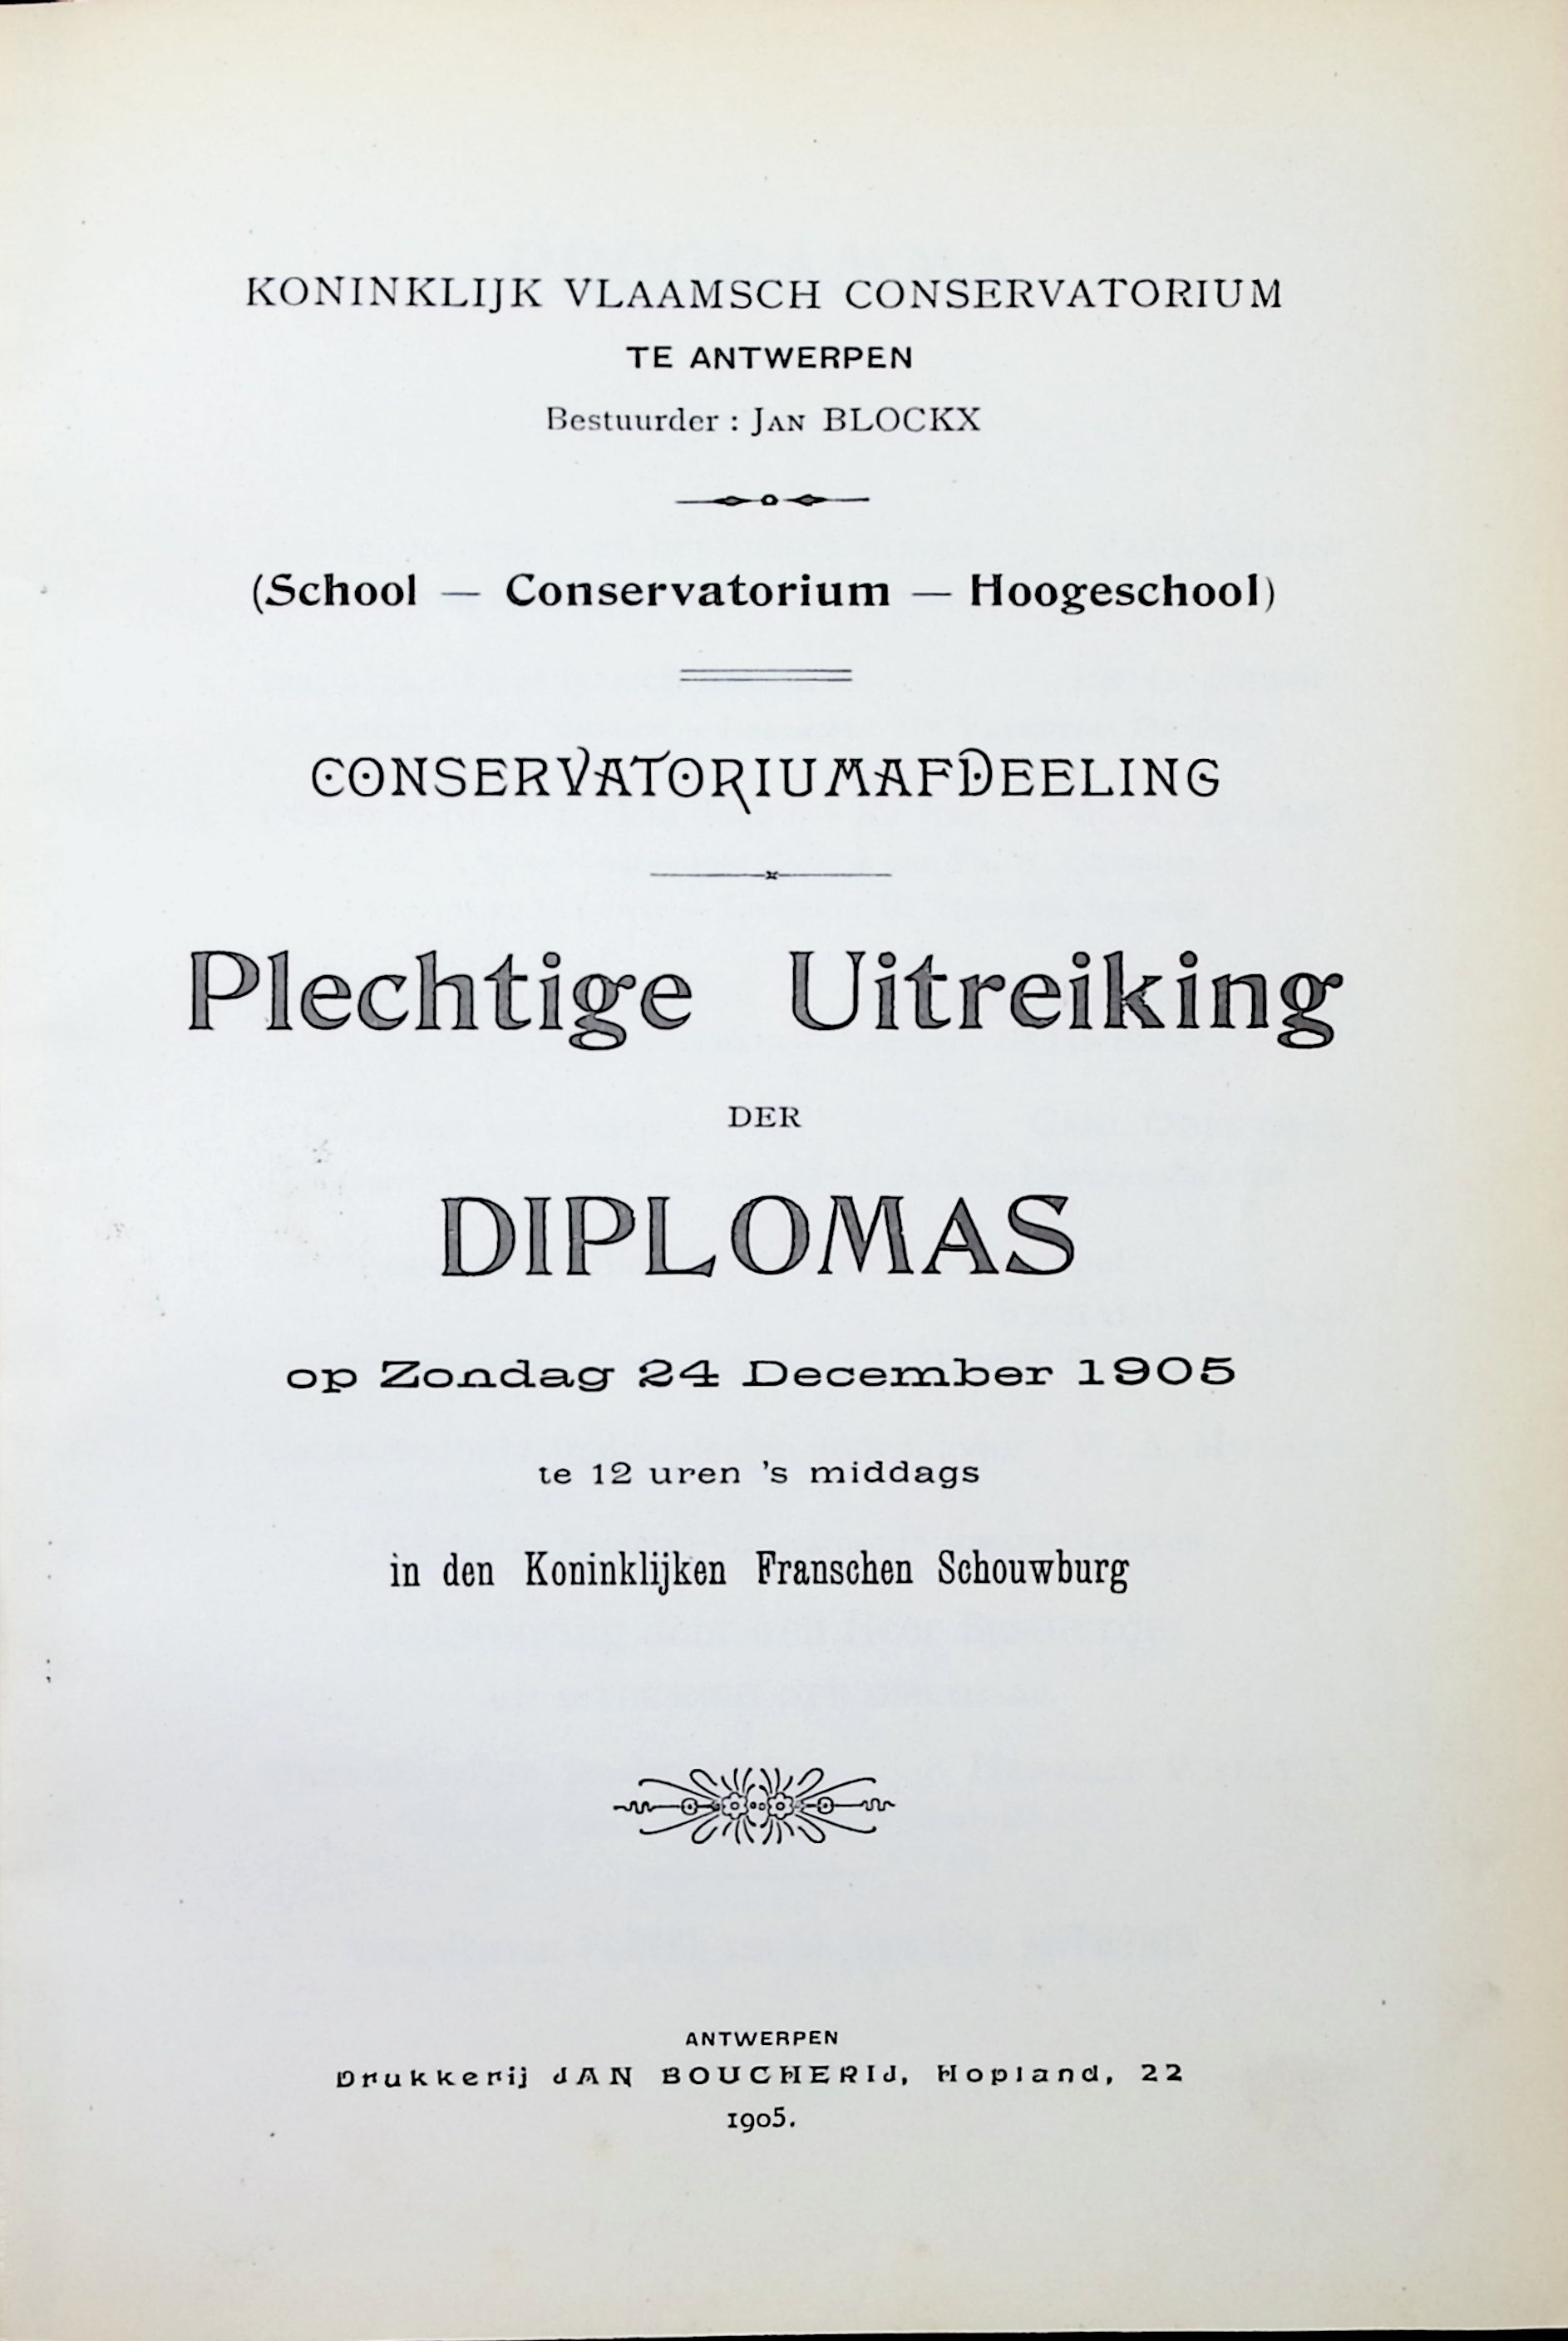 KONINKLIJK VLAAMSCH CONSERVATORIUM
TE ANTWERPEN
Bestuurder : JAN BLOCKX
(School — Conservatorium — Hoogeschool)
CONSERVATORIUMAFDEELING
Plechtige Uitreiking
DER
DIPLOMAS
op Zondag 24 December 1905
te 12 uren 's middags
in den Koninklijken Franschen Schouwburg
ANTWERPEN
Drukkerij JAN BOUCHERIJ, Hopland, 22
1905.